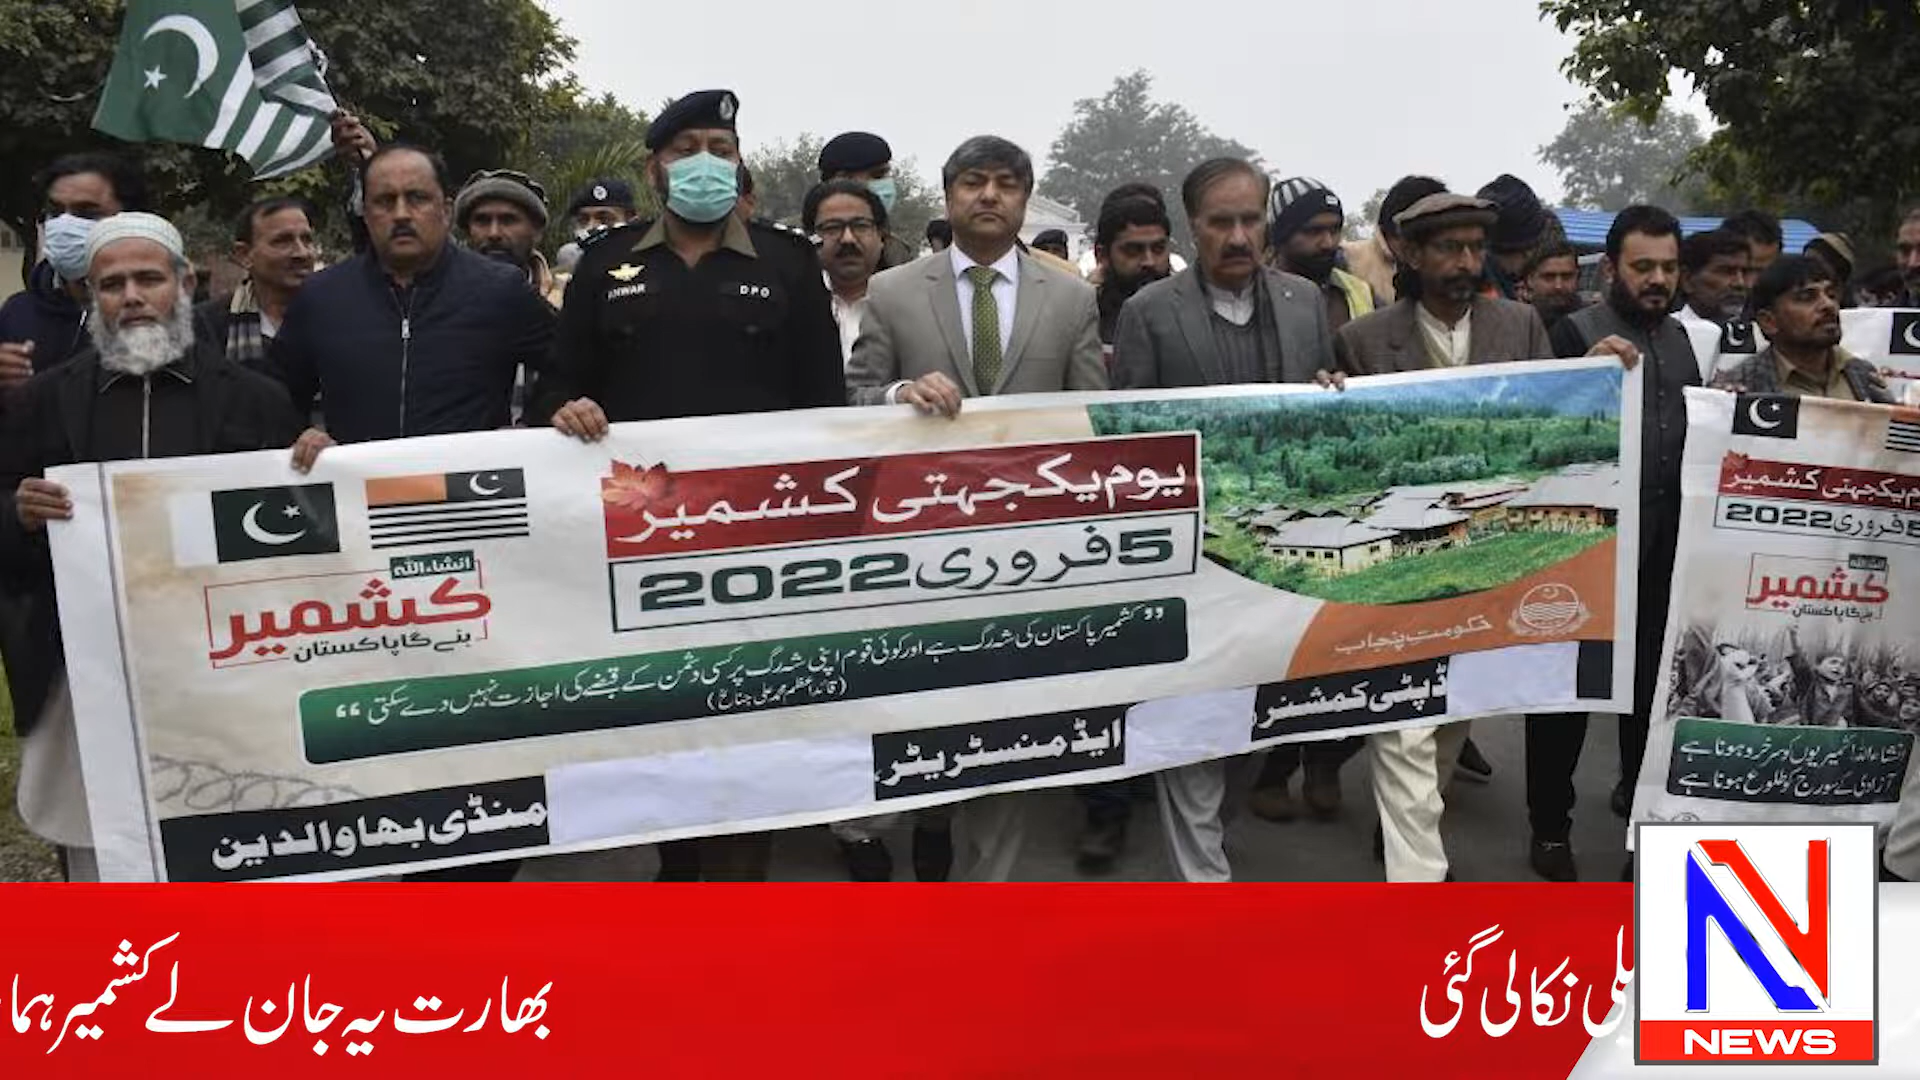 ANWAR
DPO
یوم یکجہتی کشمیر
5 فروری 2022
انشاءاللہ
کشمیر
بنے گا پاکستان
”کشمیر پاکستان کی شہ رگ ہے اور کوئی قوم اپنی شہ رگ پر کسی دشمن کے قبضے کی اجازت نہیں دے سکتی“
(قائداعظم محمد علی جناح)
حکومت پنجاب
ڈپٹی کمشنر
ایڈمنسٹریٹر
منڈی بہاوالدین
یکجہتی کشمیر
فروری 2022
انشاءاللہ
کشمیر
بنے گا پاکستان
انشاءاللہ کشمیریوں کو سرخرو ہونا ہے
آزادی کے سورج کو طلوع ہونا ہے
نکالی گئی
بھارت یہ جان لے کشمیر ہما
N
NEWS